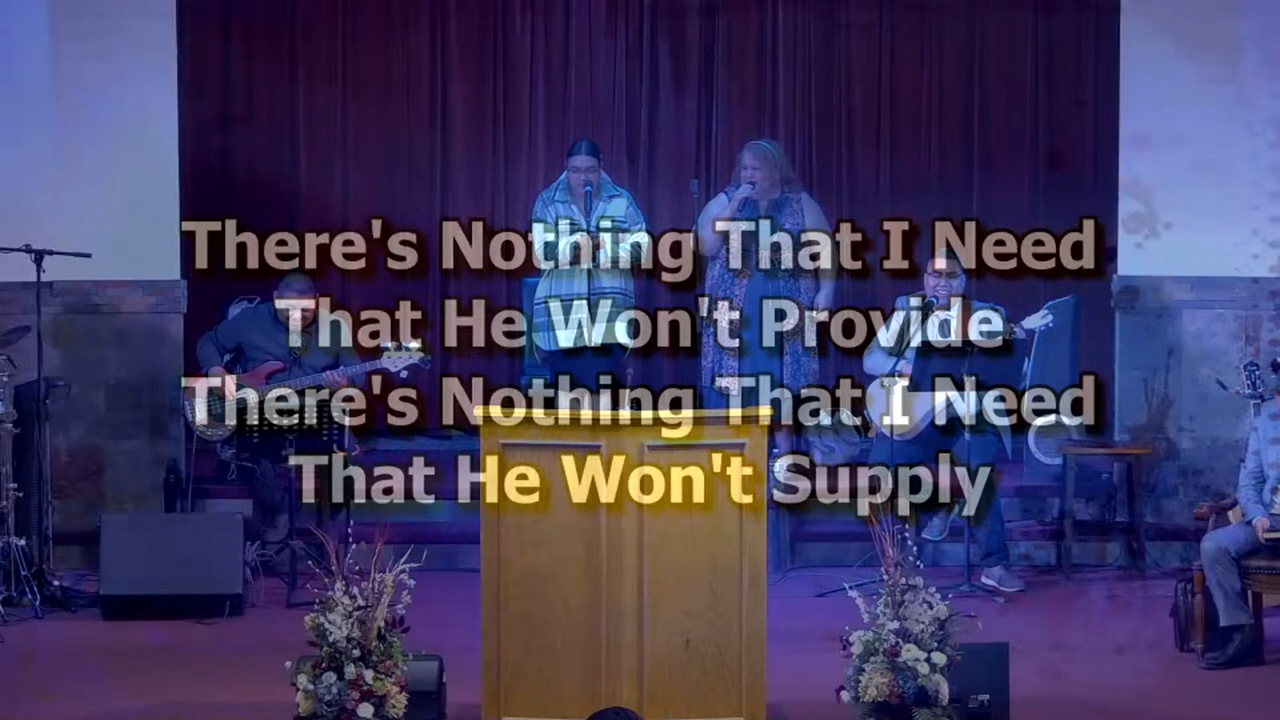 There's Nothing That I Need
That He Won't Provide
There's Nothing That I Need
That He Won't Supply